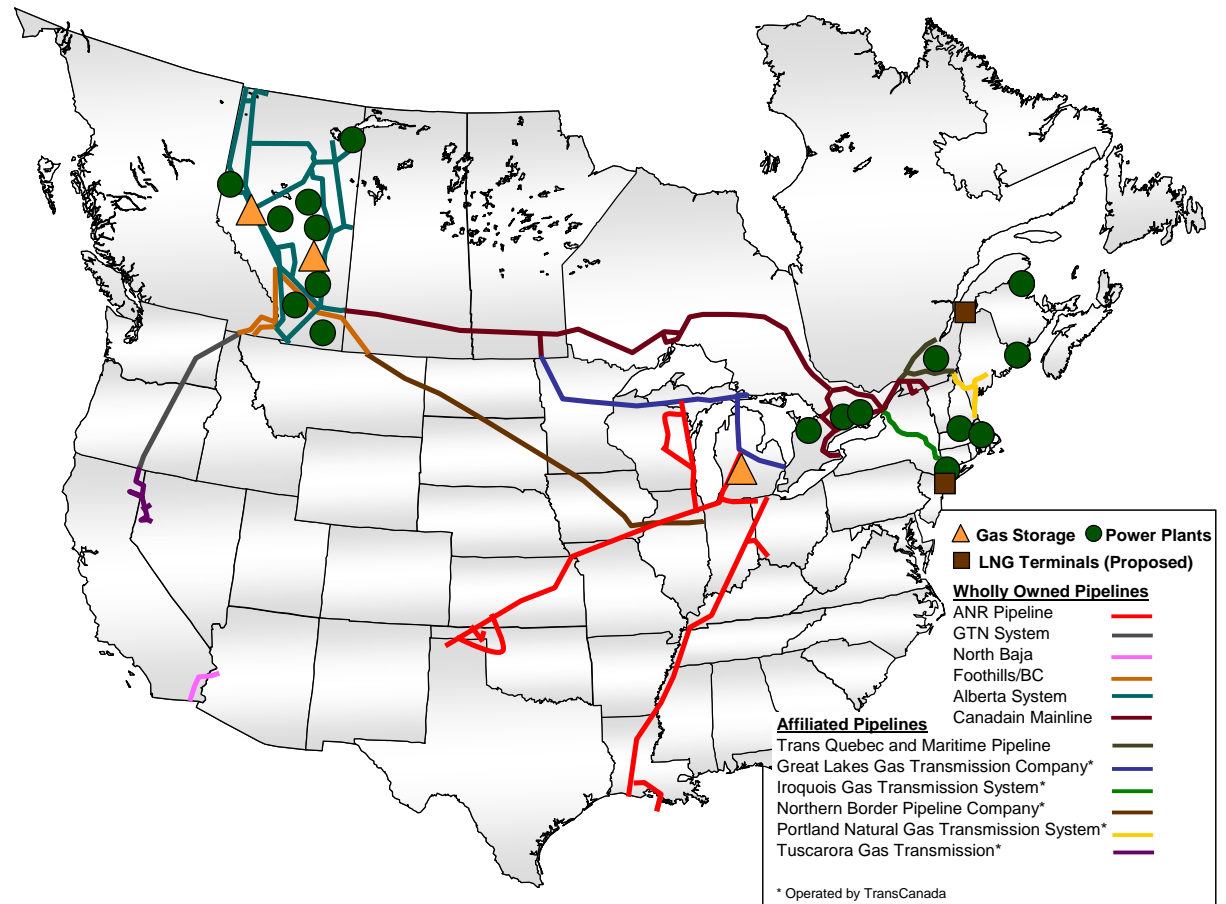 Gas Storage Power Plants
LNG Terminals (Proposed)
Wholly Owned Pipelines
ANR Pipeline
GTN System
North Baja
Foothills/BC
Alberta System
Canadain Mainline
Affiliated Pipelines
Trans Quebec and Maritime Pipeline
Great Lakes Gas Transmission Company*
Iroquois Gas Transmission System*
Northern Border Pipeline Company*
Portland Natural Gas Transmission System*
Tuscarora Gas Transmission*
* Operated by TransCanada